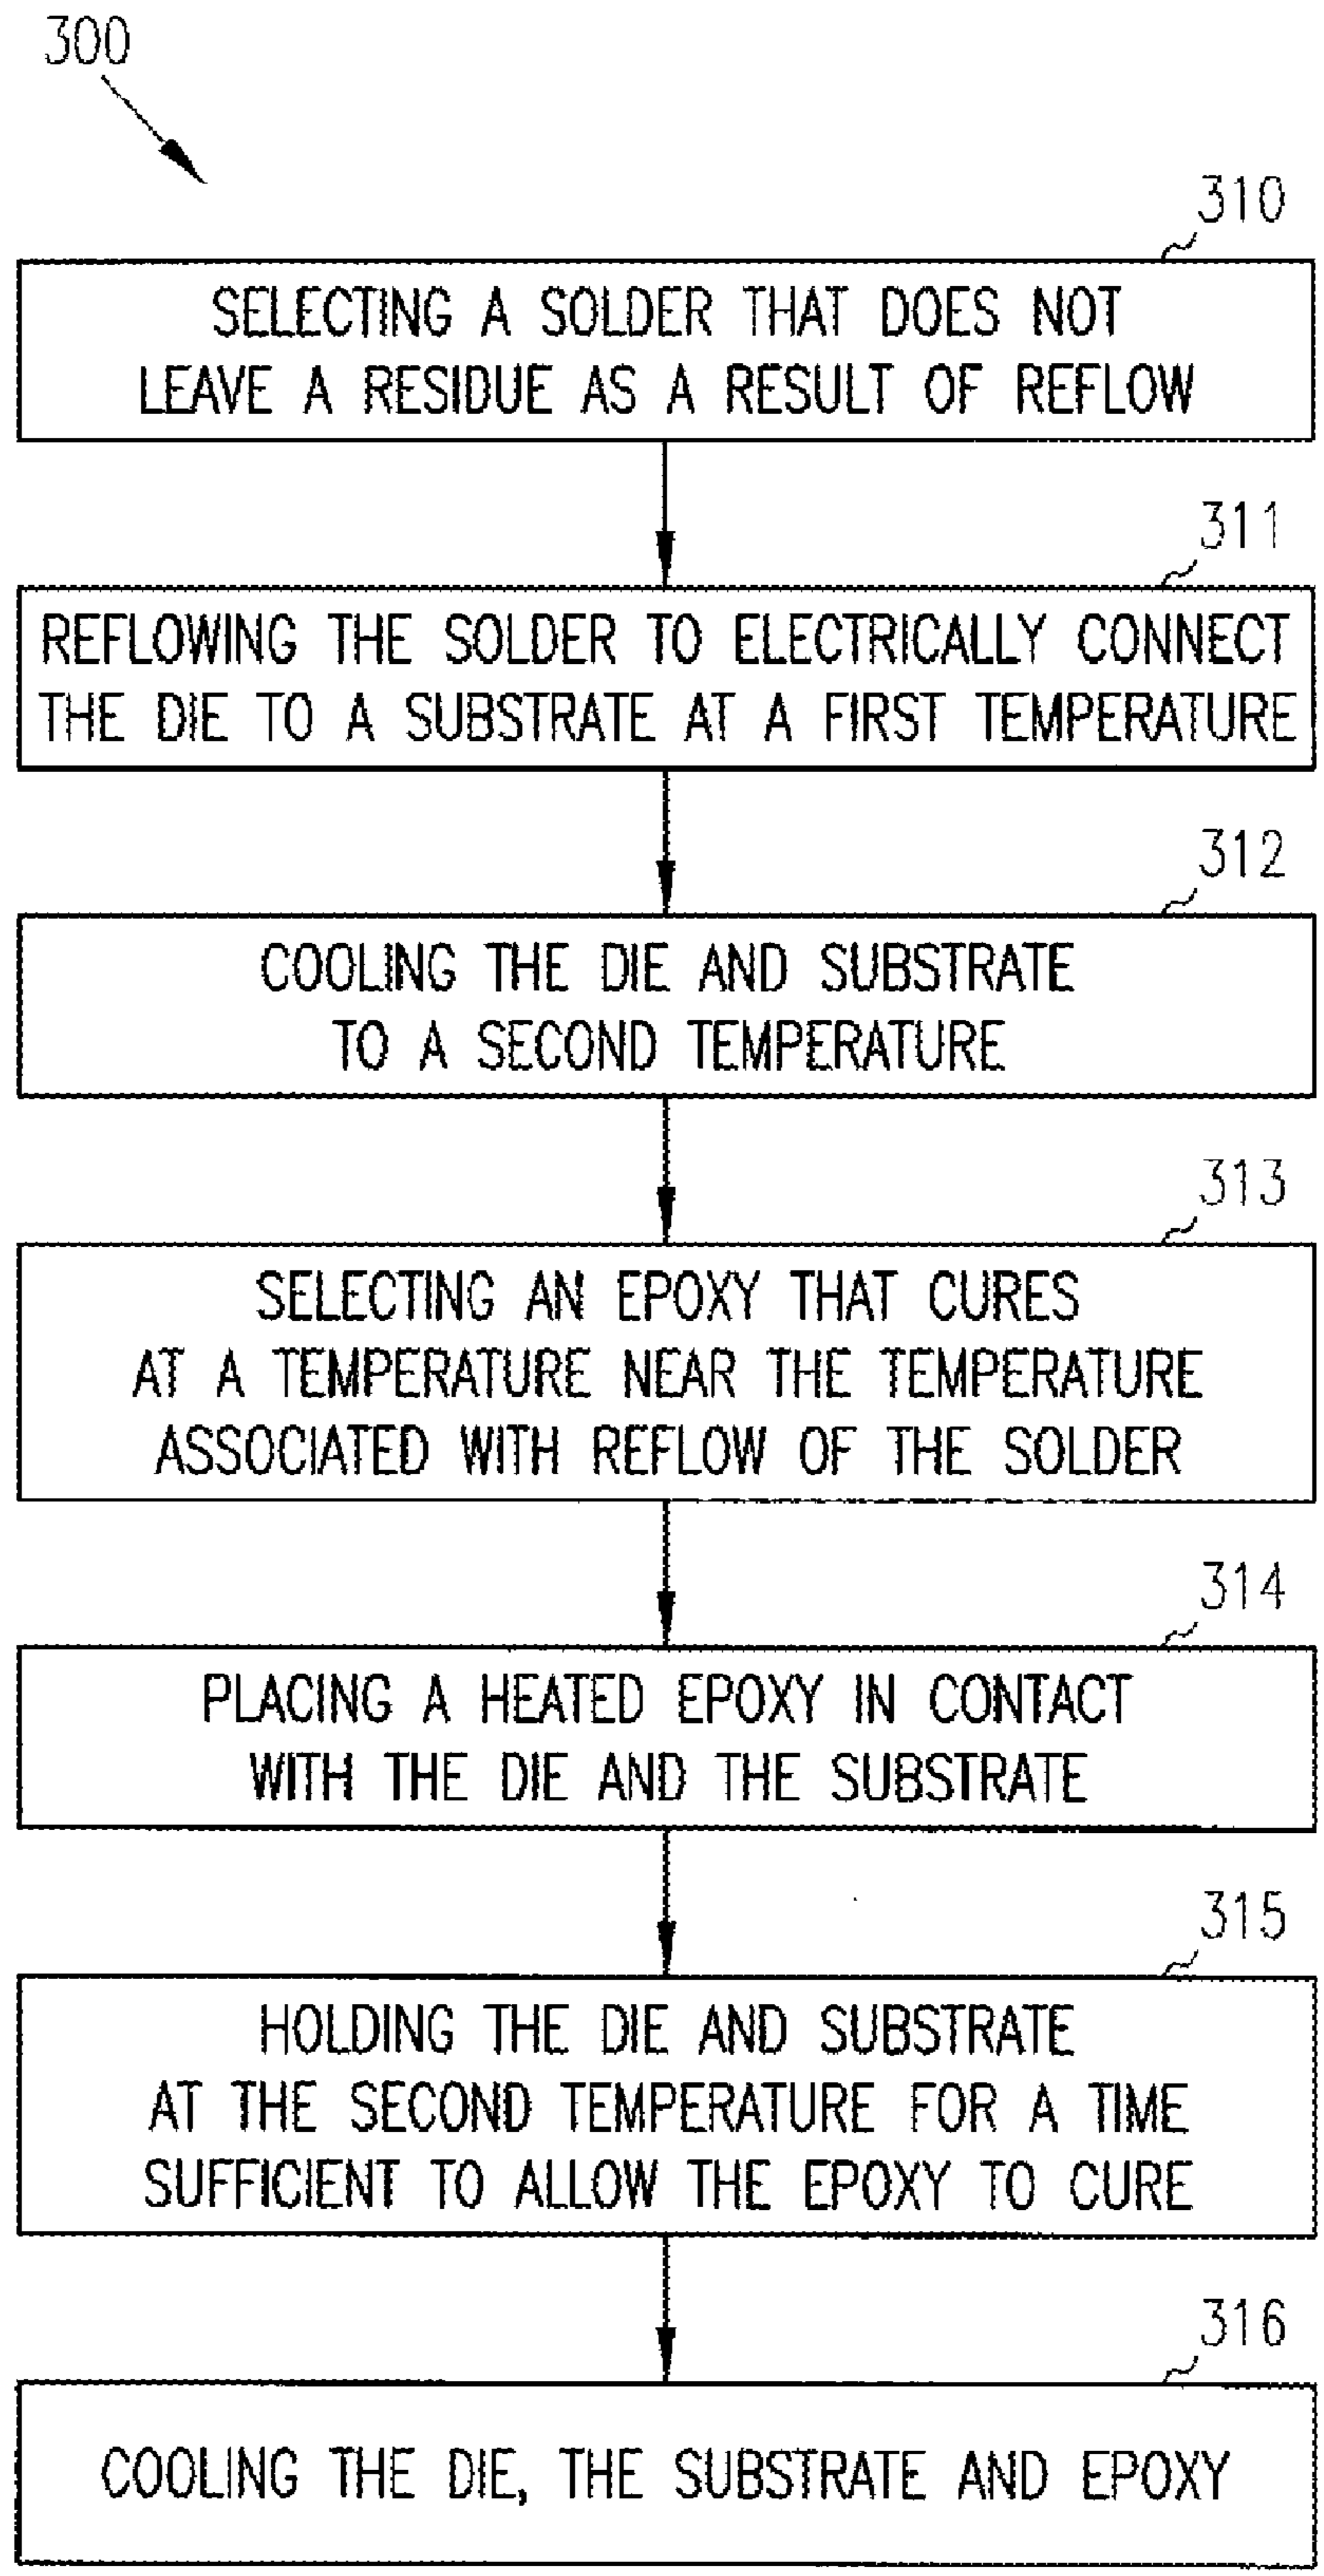 300
310
SELECTING A SOLDER THAT DOES NOT
LEAVE A RESIDUE AS A RESULT OF REFLOW
311
REFLOWING THE SOLDER TO ELECTRICALLY CONNECT
THE DIE TO A SUBSTRATE AT A FIRST TEMPERATURE
312
COOLING THE DIE AND SUBSTRATE
TO A SECOND TEMPERATURE
313
SELECTING AN EPOXY THAT CURES
AT A TEMPERATURE NEAR THE TEMPERATURE
ASSOCIATED WITH REFLOW OF THE SOLDER
314
PLACING A HEATED EPOXY IN CONTACT
WITH THE DIE AND THE SUBSTRATE
315
HOLDING THE DIE AND SUBSTRATE
AT THE SECOND TEMPERATURE FOR A TIME
SUFFICIENT TO ALLOW THE EPOXY TO CURE
316
COOLING THE DIE, THE SUBSTRATE AND EPOXY